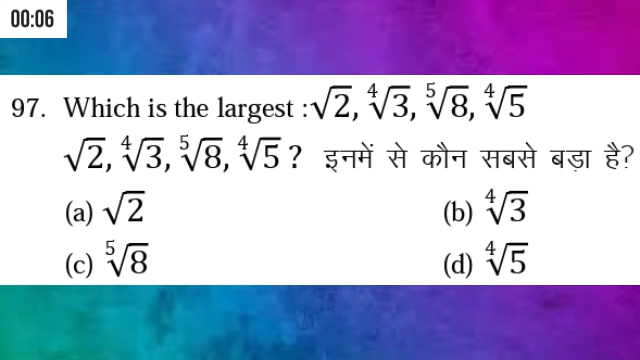 00:06
97. Which is the largest : √2, ∜3, ⁵√8, ∜5
√2, ∜3, ⁵√8, ∜5 ? इनमें से कौन सबसे बड़ा है?
(a) √2 (b) ∜3
(c) ⁵√8 (d) ∜5